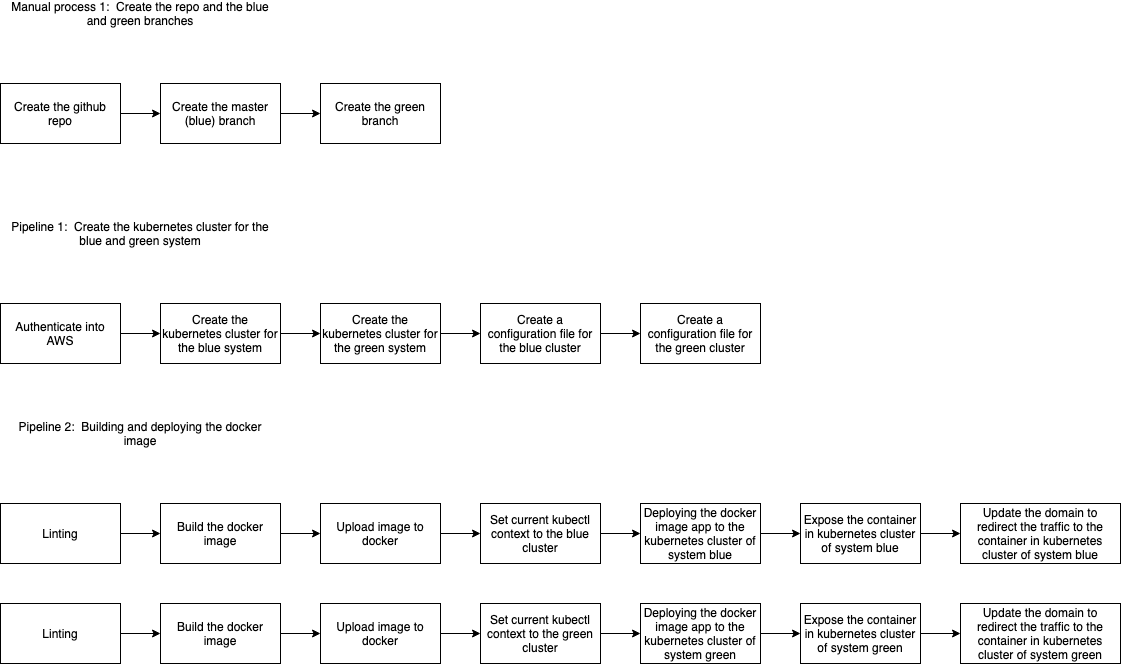 Manual process 1:  Create the repo and the blue
and green branches
Create the github
repo
Create the master
(blue) branch
Create the green
branch
Pipeline 1:  Create the kubernetes cluster for the
blue and green system
Authenticate into
AWS
Create the
kubernetes cluster for
the blue system
Create the
kubernetes cluster for
the green system
Create a
configuration file for
the blue cluster
Create a
configuration file for
the green cluster
Pipeline 2:  Building and deploying the docker
image
Linting
Build the docker
image
Upload image to
docker
Set current kubectl
context to the blue
cluster
Deploying the docker
image app to the
kubernetes cluster of
system blue
Expose the container
in kubernetes cluster
of system blue
Update the domain to
redirect the traffic to the
container in kubernetes
cluster of system blue
Linting
Build the docker
image
Upload image to
docker
Set current kubectl
context to the green
cluster
Deploying the docker
image app to the
kubernetes cluster of
system green
Expose the container
in kubernetes cluster
of system green
Update the domain to
redirect the traffic to the
container in kubernetes
cluster of system green